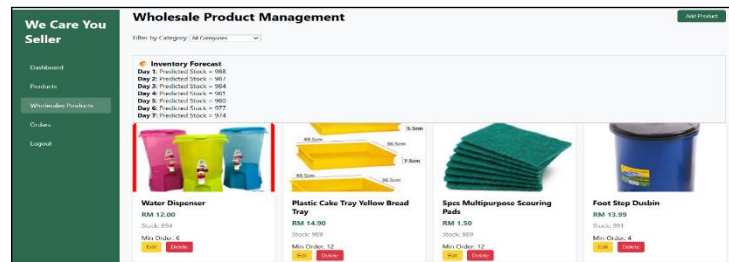 We Care You
Seller
Dashboard
Products
Wholesales Products
Orders
Logout
Wholesale Product Management
Add Product
Filter by Category: All Categories
Inventory Forecast
Day 1: Predicted Stock = 988
Day 2: Predicted Stock = 987
Day 3: Predicted Stock = 984
Day 4: Predicted Stock = 981
Day 5: Predicted Stock = 980
Day 6: Predicted Stock = 977
Day 7: Predicted Stock = 974
5.5cm
49.5cm
36.5cm
7.5cm
49.5cm
36.5cm
Water Dispenser
RM 12.00
Stock: 994
Min Order: 6
Edit Delete
Plastic Cake Tray Yellow Bread
Tray
RM 14.90
Stock: 989
Min Order: 12
Edit Delete
5pcs Multipurpose Scouring
Pads
RM 1.50
Stock: 989
Min Order: 12
Edit Delete
Foot Step Dusbin
RM 13.99
Stock: 991
Min Order: 4
Edit Delete